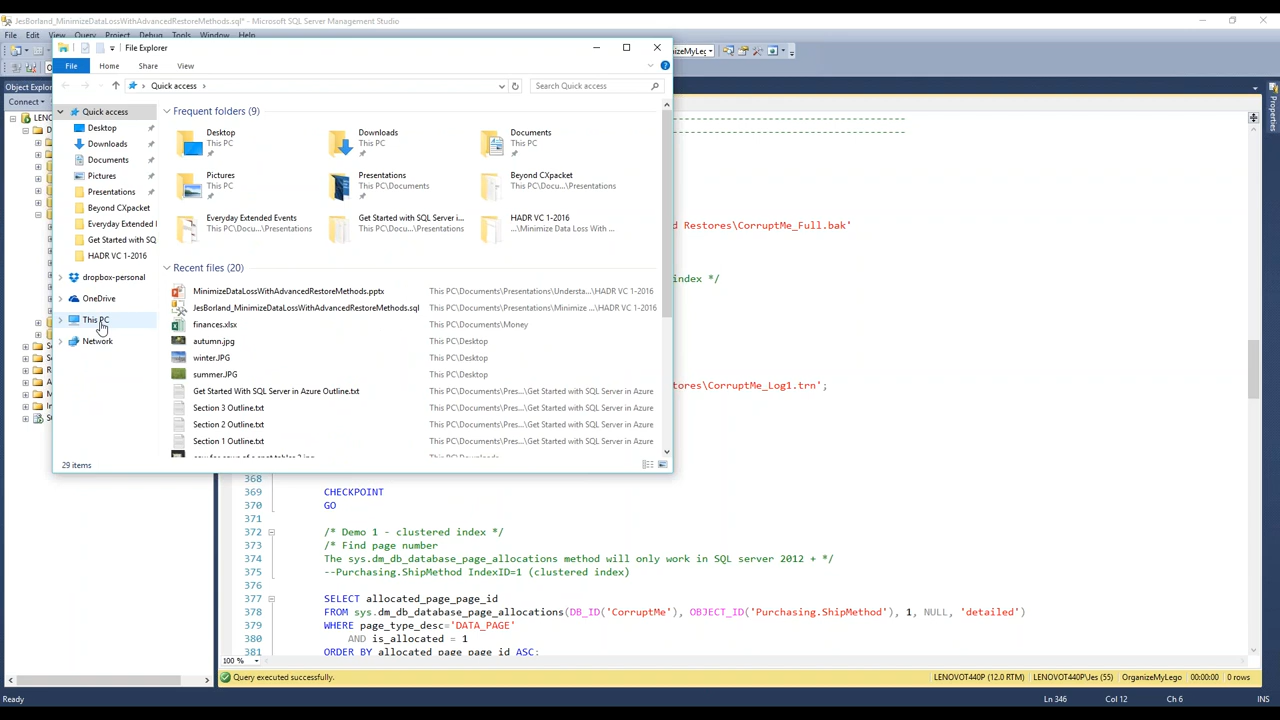 JesBorland_MinimizeDataLossWithAdvancedRestoreMethods.sql* - Microsoft SQL Server Management Studio
File Edit View Query Project Debug Tools Window Help
Object Explorer
Connect
File Explorer
File Home Share View
Quick access
Search Quick access
Quick access
Desktop
Downloads
Documents
Pictures
Presentations
Beyond CXpacket
Everyday Extended
Get Started with SQ
HADR VC 1-2016
dropbox-personal
OneDrive
This PC
Network
Frequent folders (9)
Desktop
This PC
Downloads
This PC
Documents
This PC
Pictures
This PC
Presentations
This PC\Documents
Beyond CXpacket
This PC\Docu...\Presentations
Everyday Extended Events
This PC\Docu...\Presentations
Get Started with SQL Server i...
This PC\Docu...\Presentations
HADR VC 1-2016
...\Minimize Data Loss With ...
Recent files (20)
MinimizeDataLossWithAdvancedRestoreMethods.pptx This PC\Documents\Presentations\Understa...\HADR VC 1-2016
JesBorland_MinimizeDataLossWithAdvancedRestoreMethods.sql This PC\Documents\Presentations\Minimize ...\HADR VC 1-2016
finances.xlsx This PC\Documents\Money
autumn.jpg This PC\Desktop
winter.JPG This PC\Desktop
summer.JPG This PC\Desktop
Get Started With SQL Server in Azure Outline.txt This PC\Documents\Pres...\Get Started with SQL Server in Azure
Section 3 Outline.txt This PC\Documents\Pres...\Get Started with SQL Server in Azure
Section 2 Outline.txt This PC\Documents\Pres...\Get Started with SQL Server in Azure
Section 1 Outline.txt This PC\Documents\Pres...\Get Started with SQL Server in Azure
29 items
Properties
d Restores\CorruptMe_Full.bak'
index */
tores\CorruptMe_Log1.trn';
368
369 CHECKPOINT
370 GO
371
372 /* Demo 1 - clustered index */
373 /* Find page number
374 The sys.dm_db_database_page_allocations method will only work in SQL server 2012 + */
375 --Purchasing.ShipMethod IndexID=1 (clustered index)
376
377 SELECT allocated_page_page_id
378 FROM sys.dm_db_database_page_allocations(DB_ID('CorruptMe'), OBJECT_ID('Purchasing.ShipMethod'), 1, NULL, 'detailed')
379 WHERE page_type_desc='DATA_PAGE'
380 AND is_allocated = 1
381 ORDER BY allocated_page_page_id ASC;
100 %
Query executed successfully. LENOVOT440P (12.0 RTM) LENOVOT440P\Jes (55) OrganizeMyLego 00:00:00 0 rows
Ready Ln 346 Col 12 Ch 6 INS